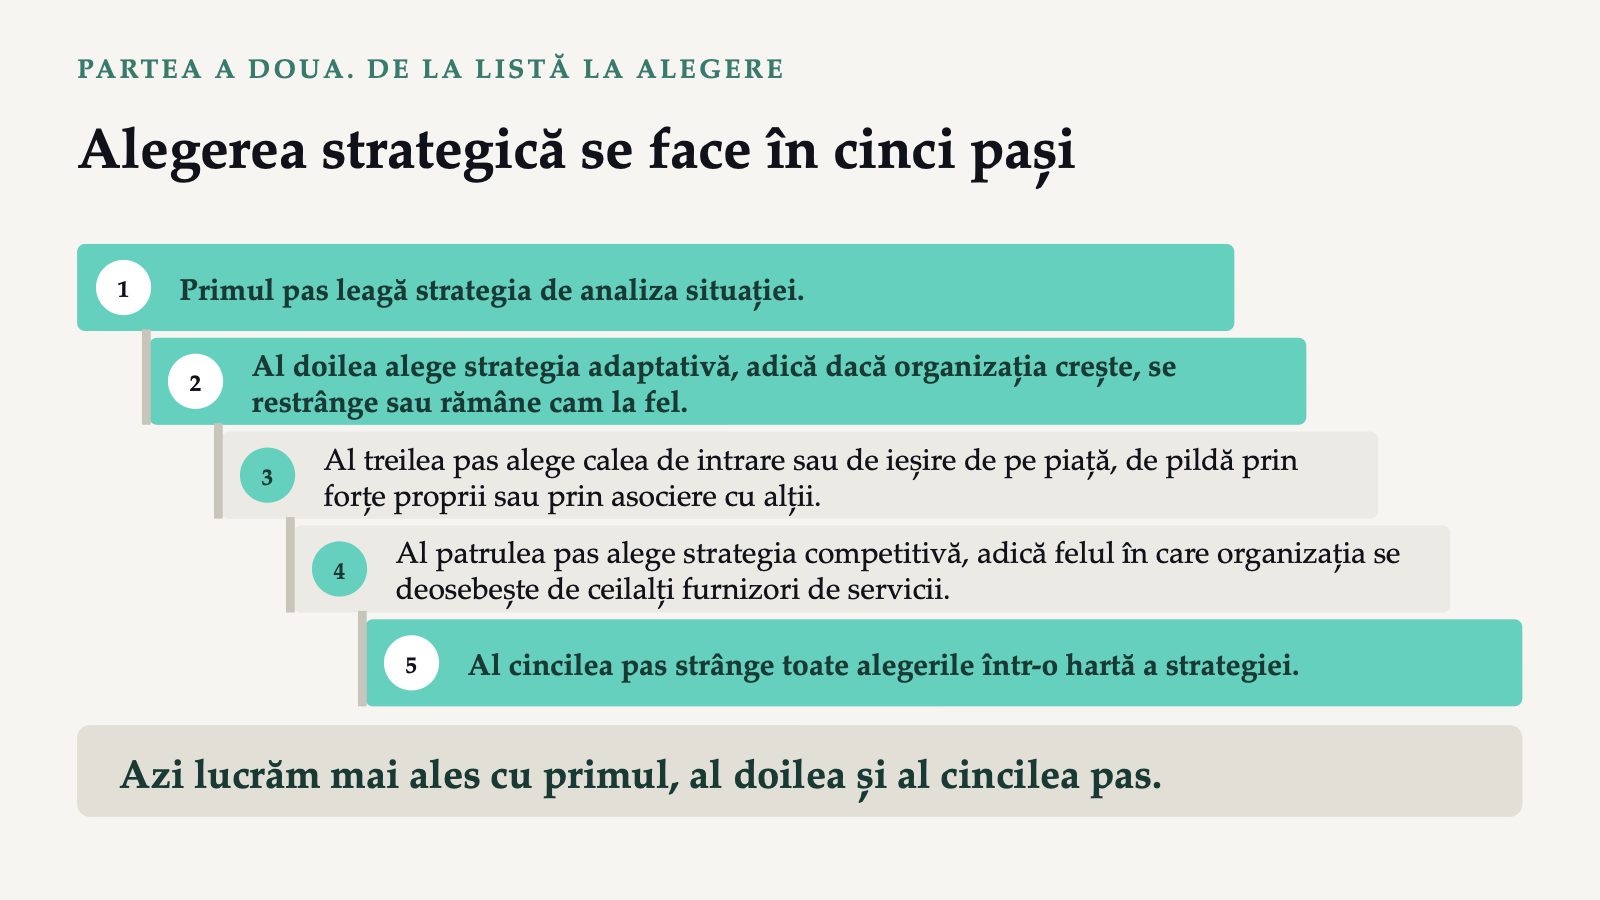 PARTEA A DOUA. DE LA LISTĂ LA ALEGERE
Alegerea strategică se face în cinci pași
1 Primul pas leagă strategia de analiza situației.
2 Al doilea alege strategia adaptativă, adică dacă organizația crește, se
restrânge sau rămâne cam la fel.
3 Al treilea pas alege calea de intrare sau de ieșire de pe piață, de pildă prin
forțe proprii sau prin asociere cu alții.
4 Al patrulea pas alege strategia competitivă, adică felul în care organizația se
deosebește de ceilalți furnizori de servicii.
5 Al cincilea pas strânge toate alegerile într-o hartă a strategiei.
Azi lucrăm mai ales cu primul, al doilea și al cincilea pas.